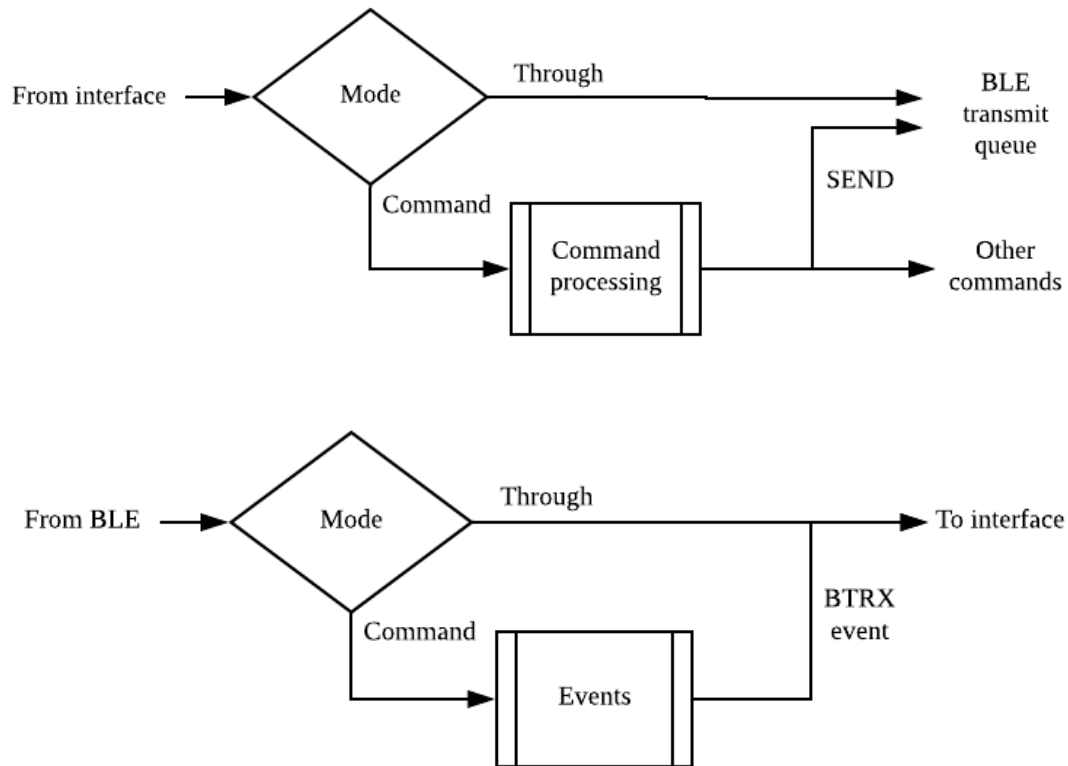 From interface
Mode
Through
BLE
transmit
queue
SEND
Command
Command
processing
Other
commands
From BLE
Mode
Through
To interface
BTRX
event
Command
Events